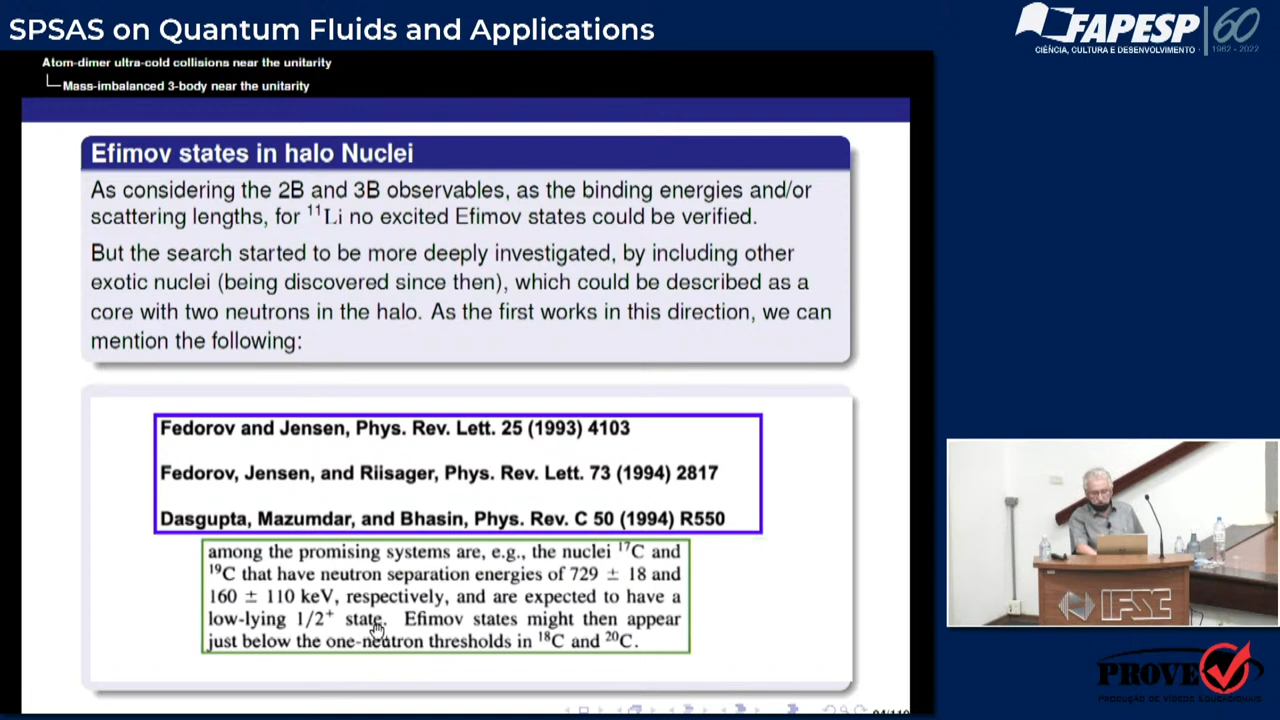 SPSAS on Quantum Fluids and Applications
FAPESP 60
CIÊNCIA, CULTURA E DESENVOLVIMENTO 1962 - 2022
Atom-dimer ultra-cold collisions near the unitarity
Mass-imbalanced 3-body near the unitarity
Efimov states in halo Nuclei
As considering the 2B and 3B observables, as the binding energies and/or
scattering lengths, for ¹¹Li no excited Efimov states could be verified.
But the search started to be more deeply investigated, by including other
exotic nuclei (being discovered since then), which could be described as a
core with two neutrons in the halo. As the first works in this direction, we can
mention the following:
Fedorov and Jensen, Phys. Rev. Lett. 25 (1993) 4103
Fedorov, Jensen, and Riisager, Phys. Rev. Lett. 73 (1994) 2817
Dasgupta, Mazumdar, and Bhasin, Phys. Rev. C 50 (1994) R550
among the promising systems are, e.g., the nuclei ¹⁷C and
¹⁹C that have neutron separation energies of 729 ± 18 and
160 ± 110 keV, respectively, and are expected to have a
low-lying 1/2⁺ state. Efimov states might then appear
just below the one-neutron thresholds in ¹⁸C and ²⁰C.
IFSC
PROVE
PRODUÇÃO DE VÍDEOS EDUCACIONAIS